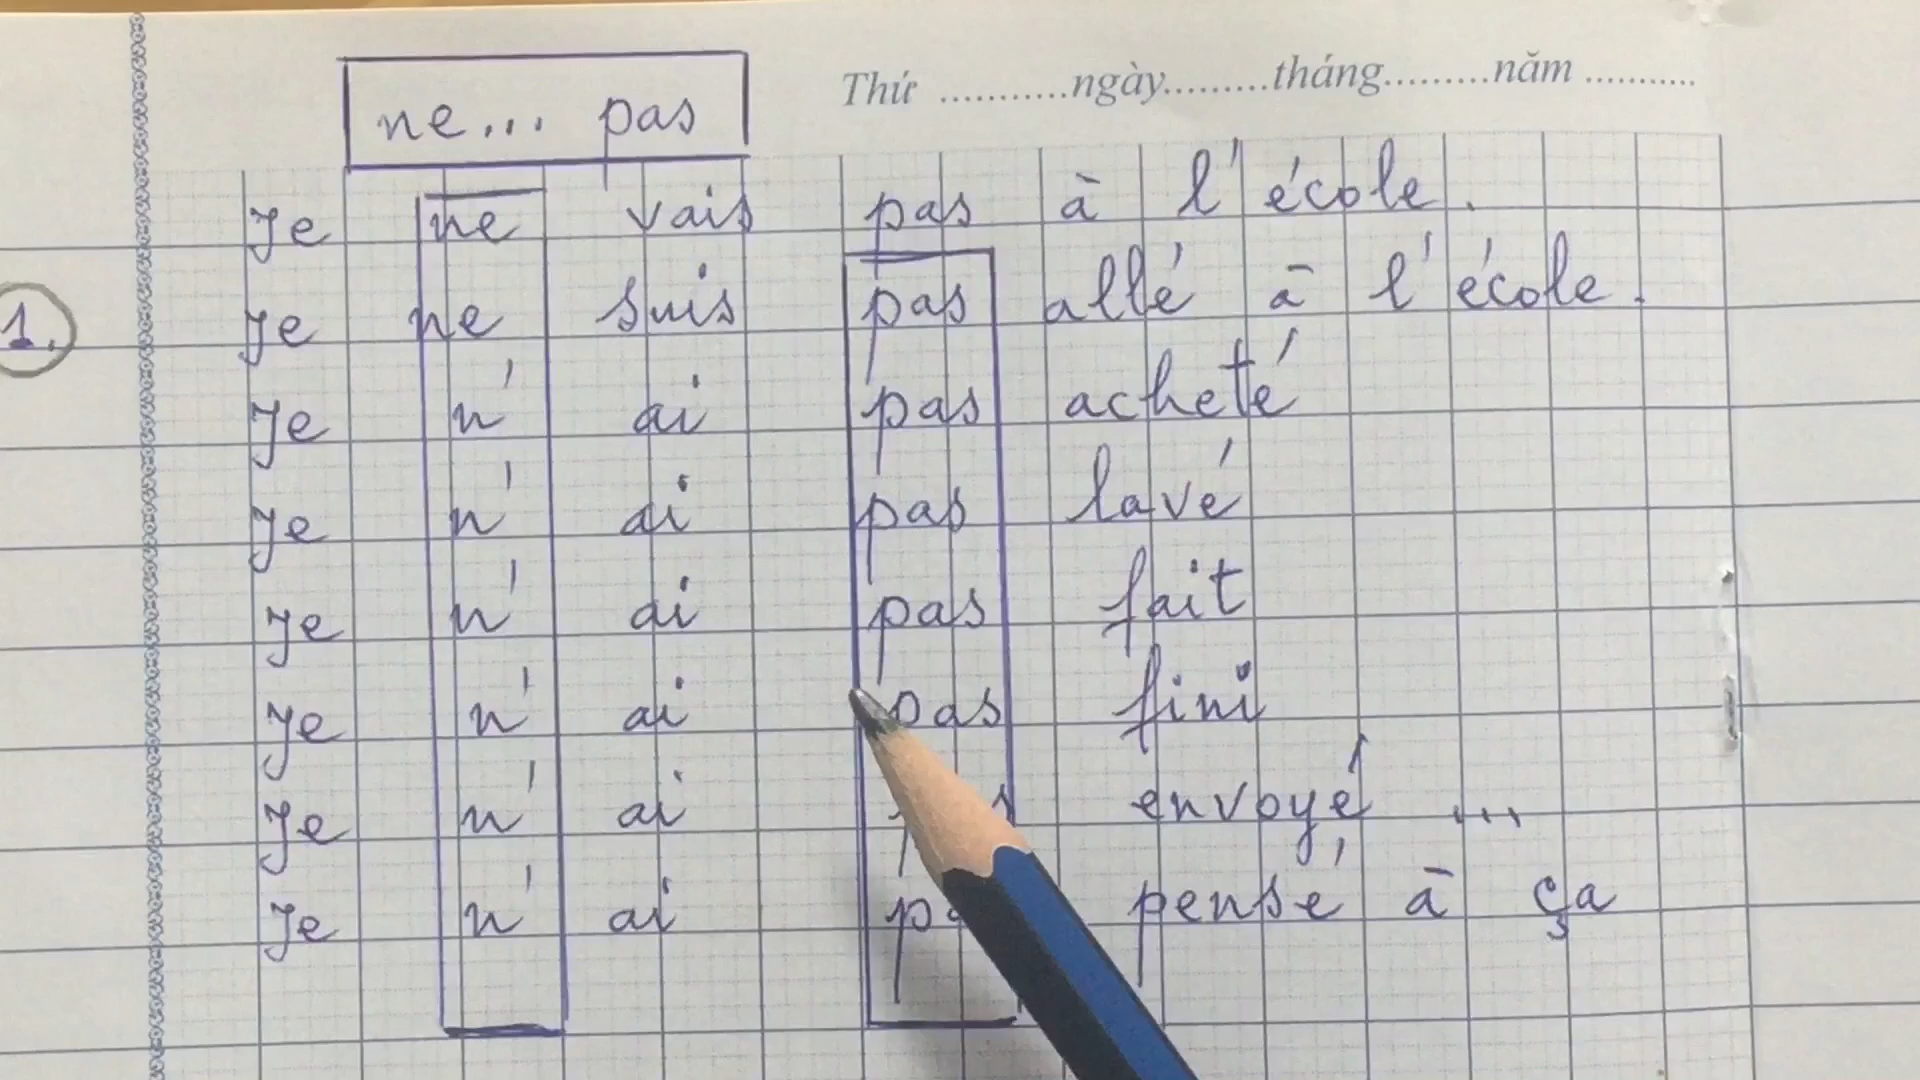 Thứ ...........ngày.........tháng.........năm ...........
ne... pas
Je ne vais pas à l'école.
1. Je ne suis pas allé à l'école.
Je n' ai pas acheté
Je n' ai pas lavé
Je n' ai pas fait
Je n' ai pas fini
Je n' ai envoyé ...
Je n' ai pensé à ça